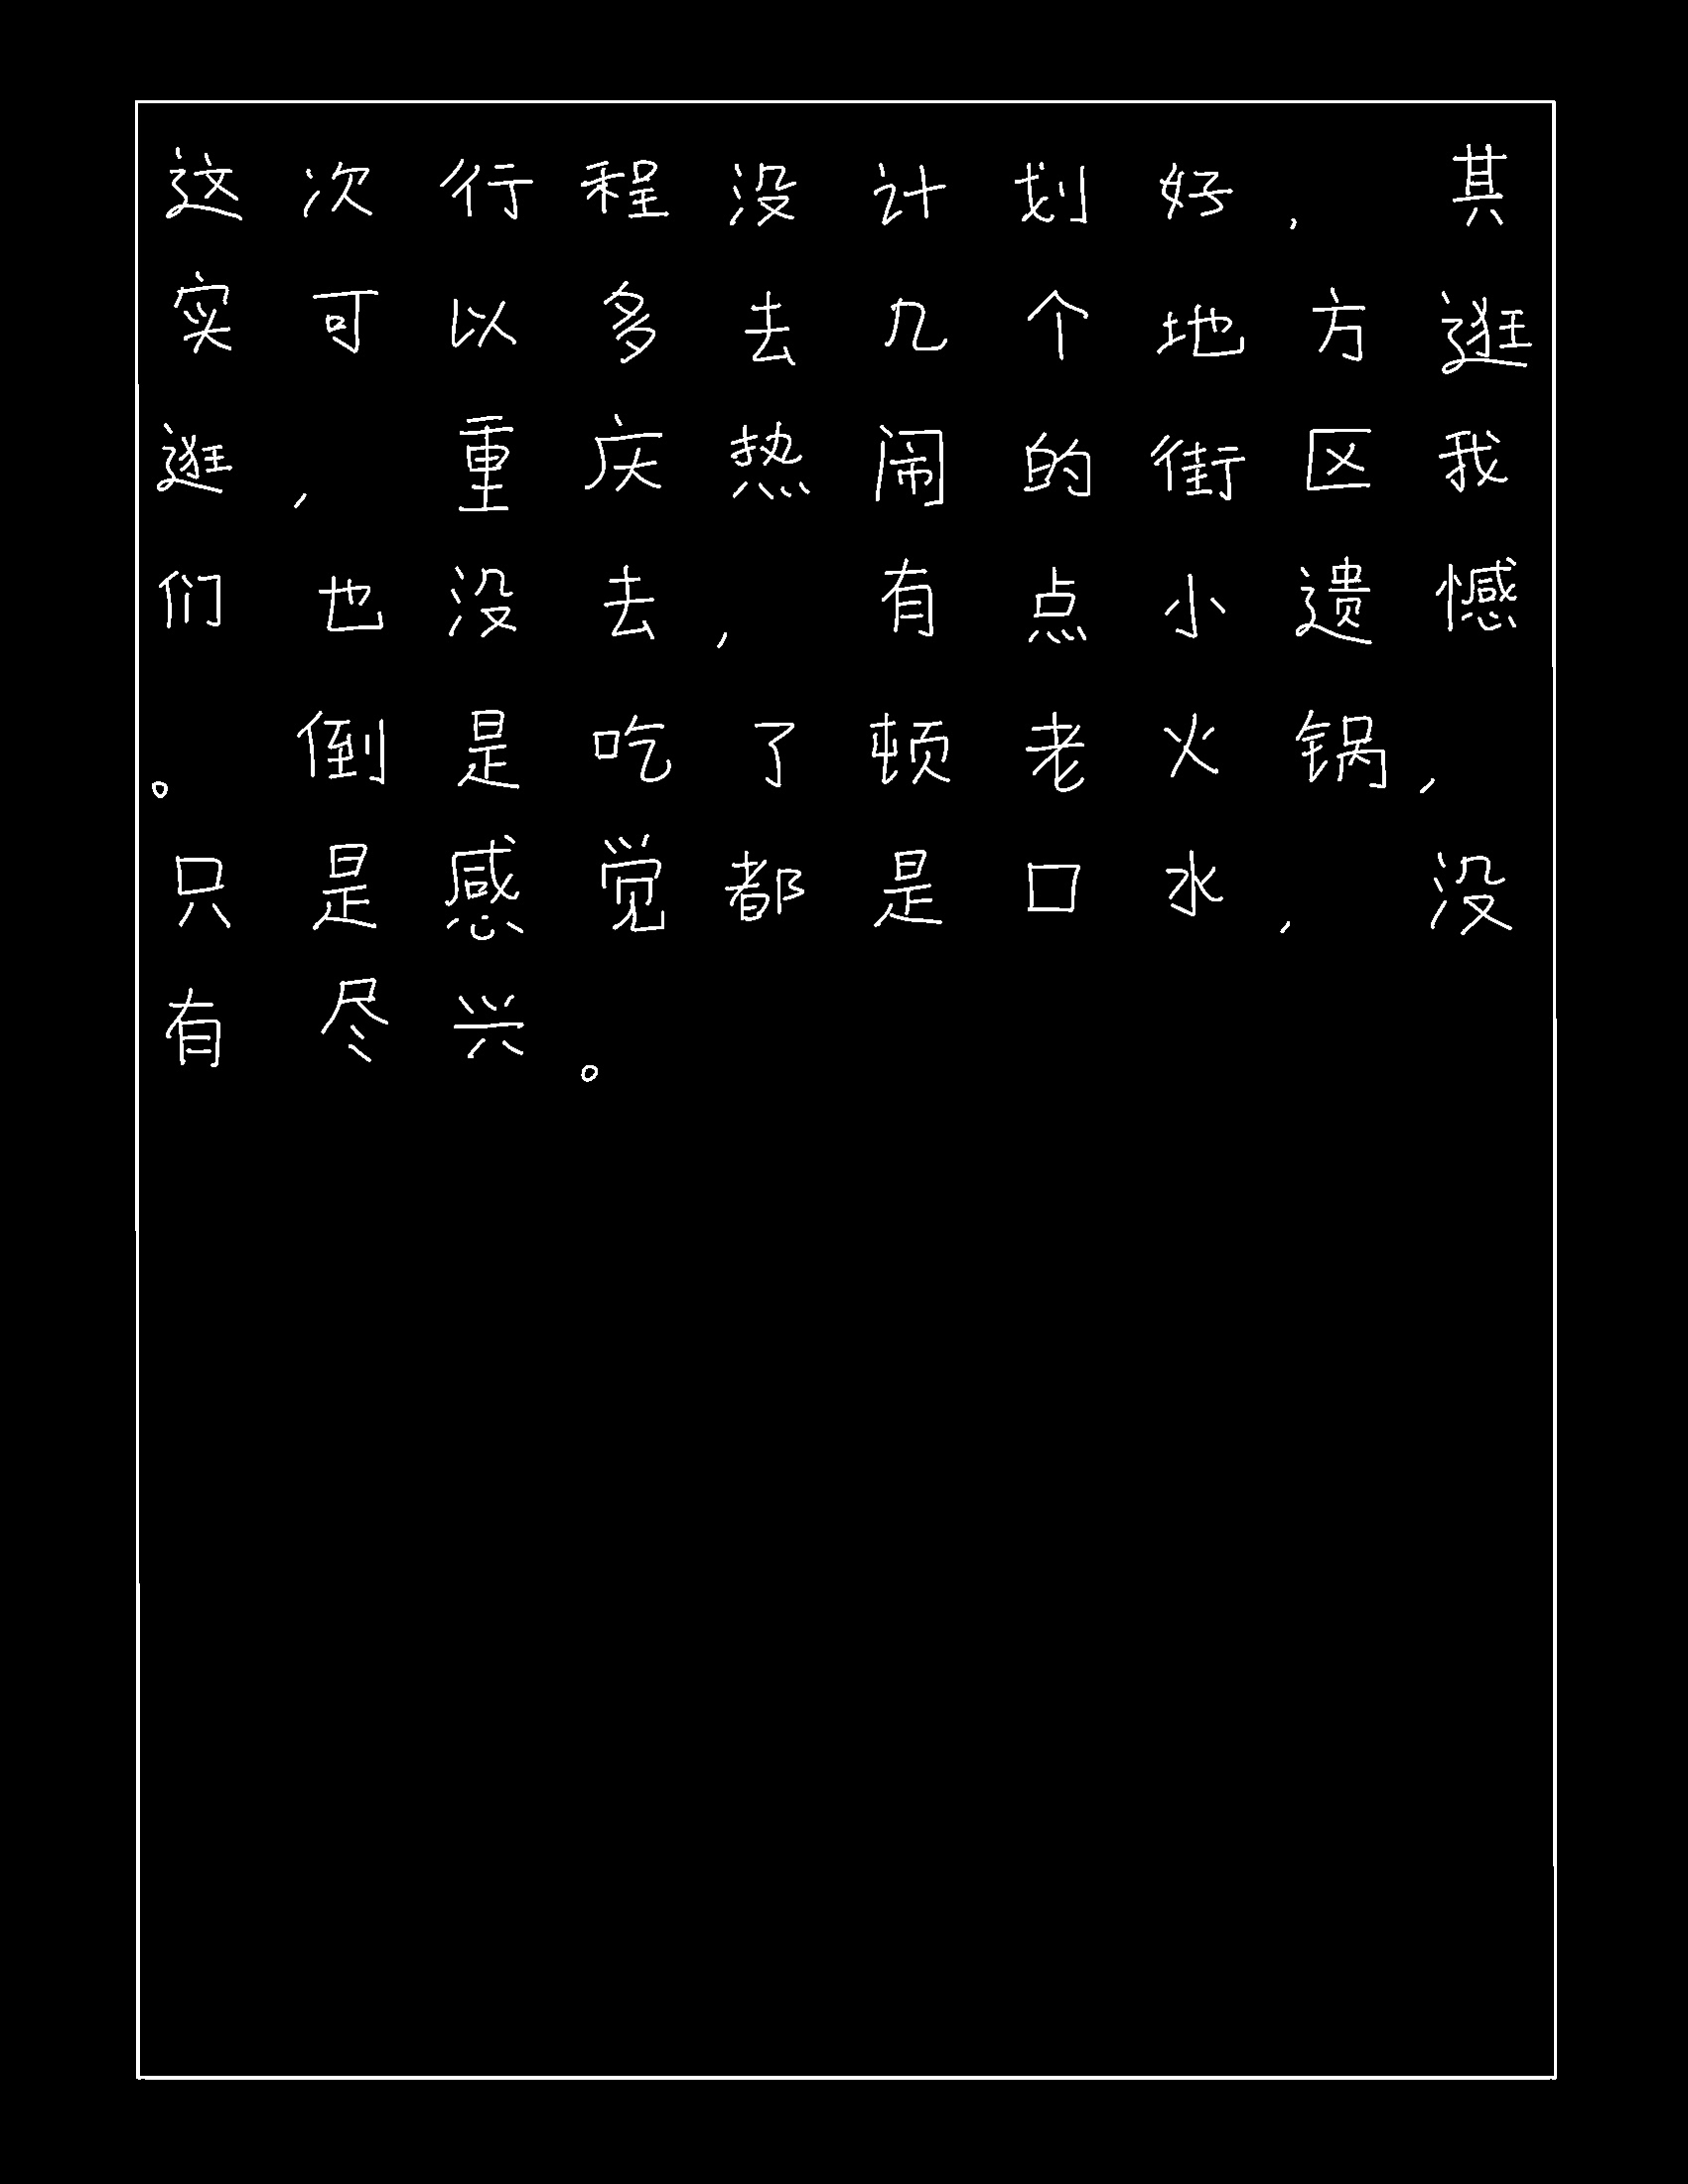 这次行程没计划好，其
实可以多去几个地方逛
逛，重庆热闹的街区我
们也没去，有点小遗憾
。倒是吃了顿老火锅，
只是感觉都是口水，没
有尽兴。